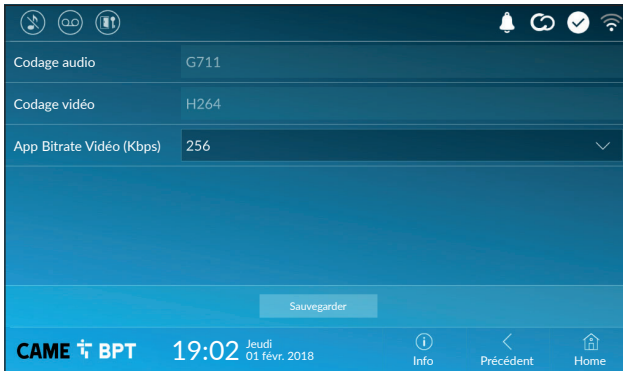 Codage audio G711
Codage vidéo H264
App Bitrate Vidéo (Kbps) 256
Sauvegarder
CAME BPT 19:02 Jeudi
01 févr. 2018
Info Précédent Home